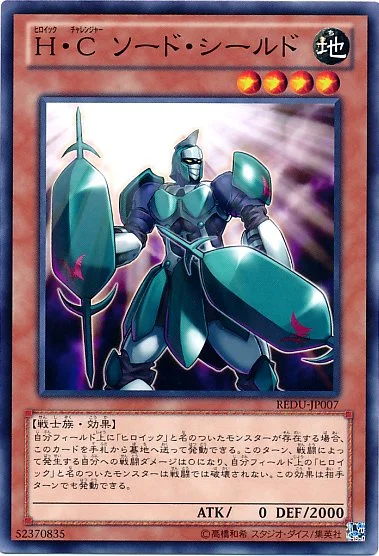 ヒロイック チャレンジャー
H・C ソード・シールド
ち
地
REDU-JP007
【戦士族・効果】
自分フィールド上に「ヒロイック」と名のついたモンスターが存在する場合、
このカードを手札から墓地へ送って発動できる。このターン、戦闘によっ
て発生する自分への戦闘ダメージは0になり、自分フィールド上の「ヒロイ
ック」と名のついたモンスターは戦闘では破壊されない。この効果は相手
ターンでも発動できる。
ATK/ 0 DEF/2000
52370835
©高橋和希 スタジオ・ダイス/集英社